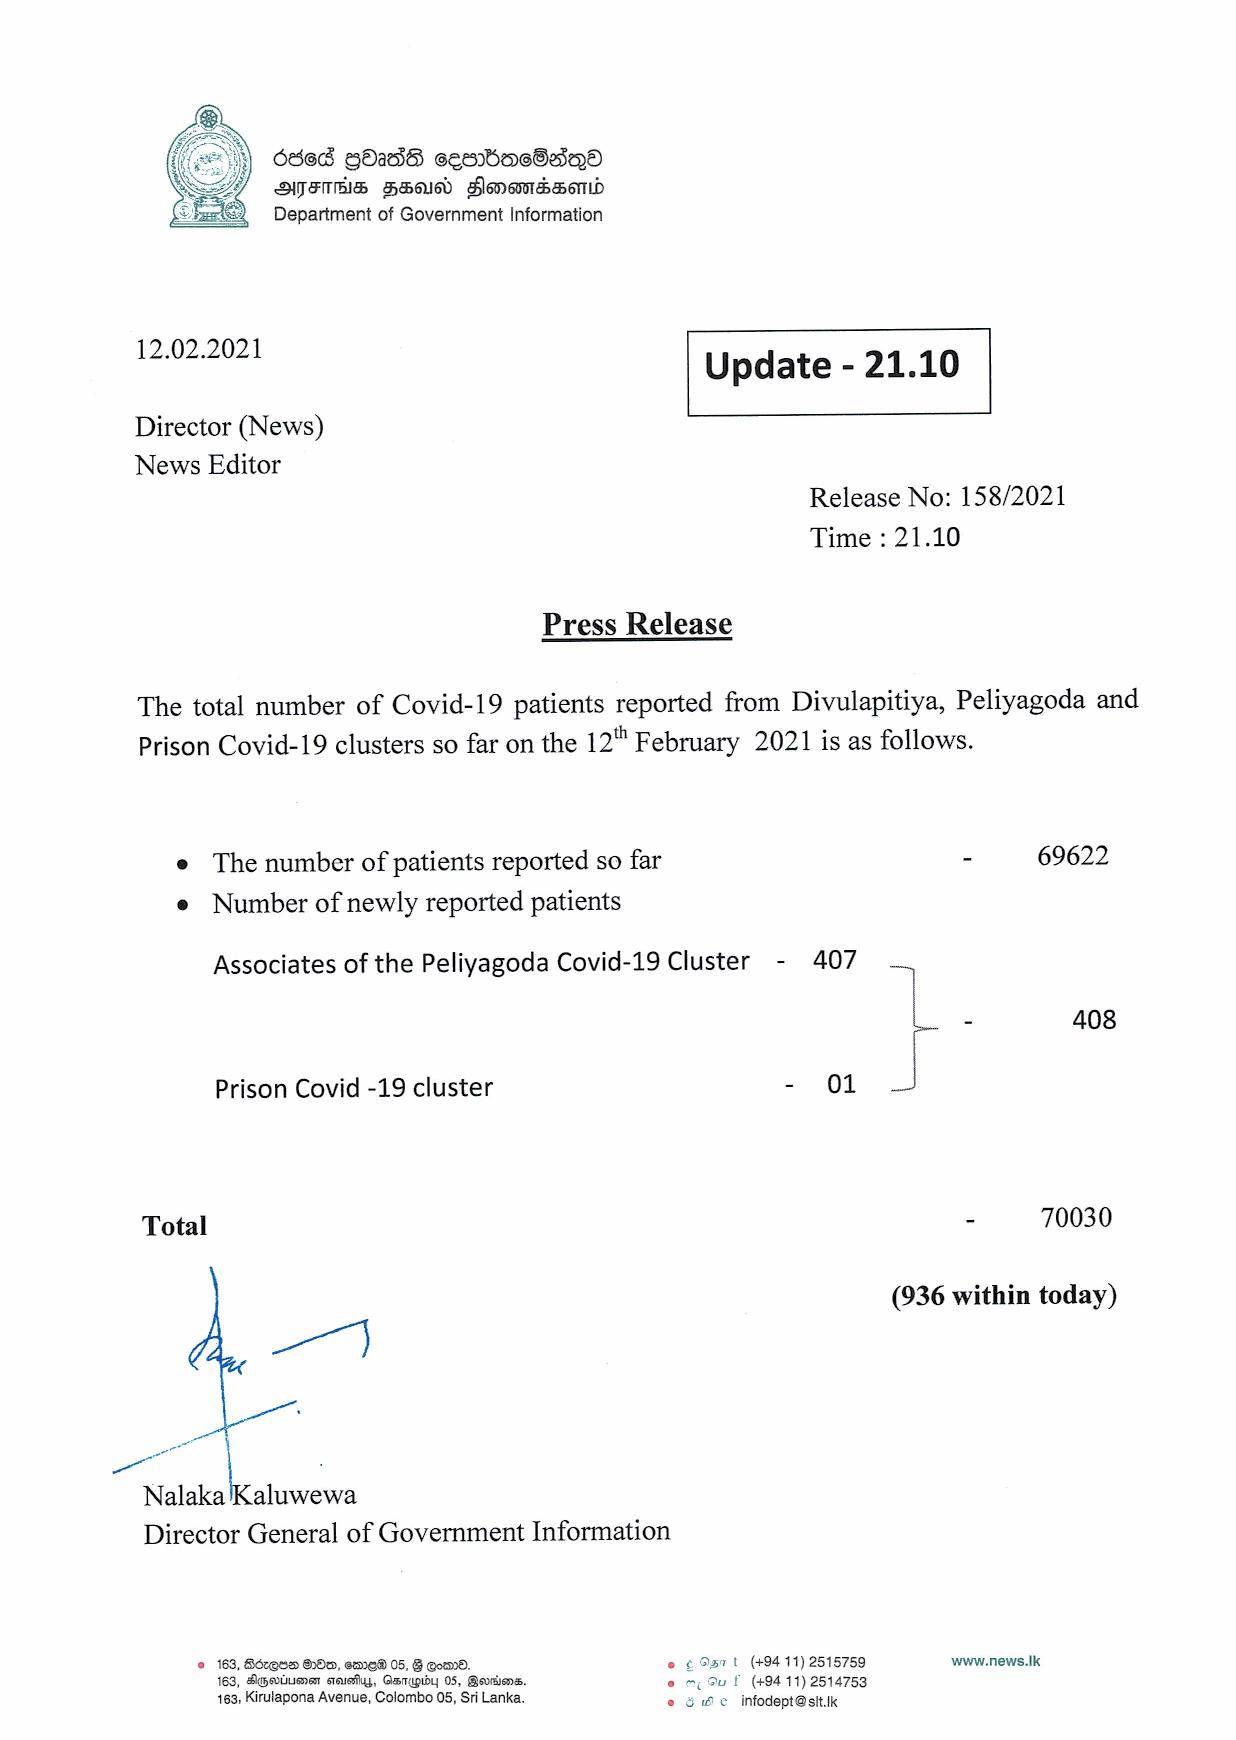 රජයේ ප්‍රවෘත්ති දෙපාර්තමේන්තුව
அரசாங்க தகவல் திணைக்களம்
Department of Government Information
12.02.2021
Update - 21.10
Director (News)
News Editor
Release No: 158/2021
Time : 21.10
Press Release
The total number of Covid-19 patients reported from Divulapitiya, Peliyagoda and
Prison Covid-19 clusters so far on the 12th February 2021 is as follows.
• The number of patients reported so far - 69622
• Number of newly reported patients
Associates of the Peliyagoda Covid-19 Cluster - 407
- 408
Prison Covid -19 cluster - 01
Total - 70030
(936 within today)
Nalaka Kaluwewa
Director General of Government Information
163, කිරුලපන මාවත, කොළඹ 05, ශ්‍රී ලංකාව.
163, கிருலப்பனை எவனியூ, கொழும்பு 05, இலங்கை.
163, Kirulapona Avenue, Colombo 05, Sri Lanka.
தொ t (+94 11) 2515759
பெ f (+94 11) 2514753
மி e infodept@slt.lk
www.news.lk